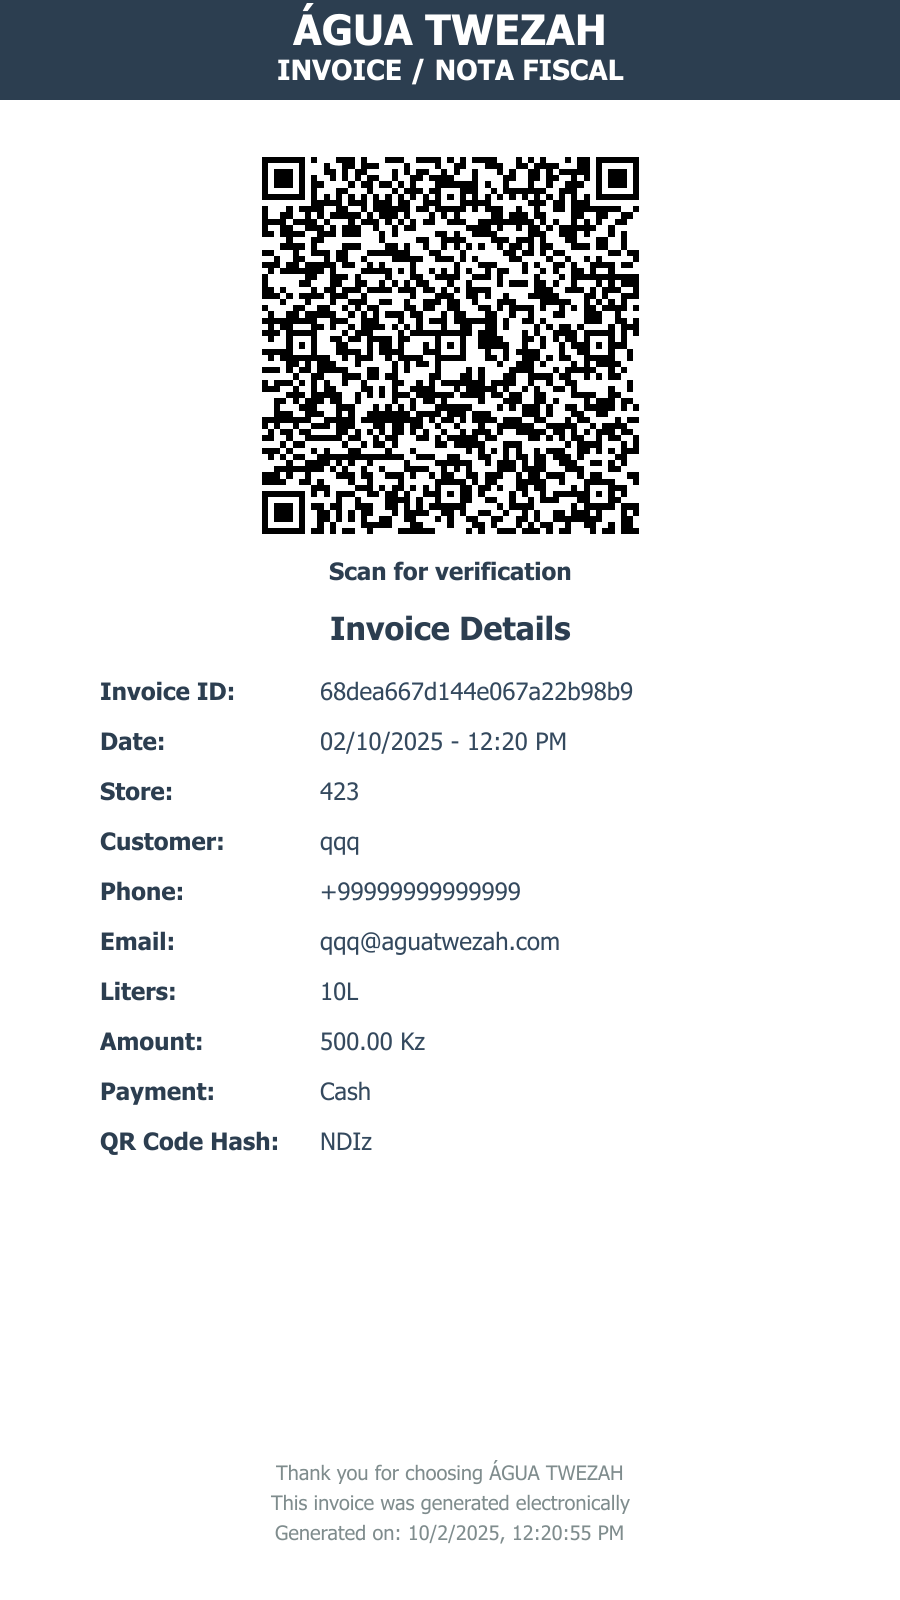 ÁGUA TWEZAH
INVOICE / NOTA FISCAL
Scan for verification
Invoice Details
Invoice ID: 68dea667d144e067a22b98b9
Date: 02/10/2025 - 12:20 PM
Store: 423
Customer: qqq
Phone: +99999999999999
Email: qqq@aguatwezah.com
Liters: 10L
Amount: 500.00 Kz
Payment: Cash
QR Code Hash: NDIz
Thank you for choosing ÁGUA TWEZAH
This invoice was generated electronically
Generated on: 10/2/2025, 12:20:55 PM